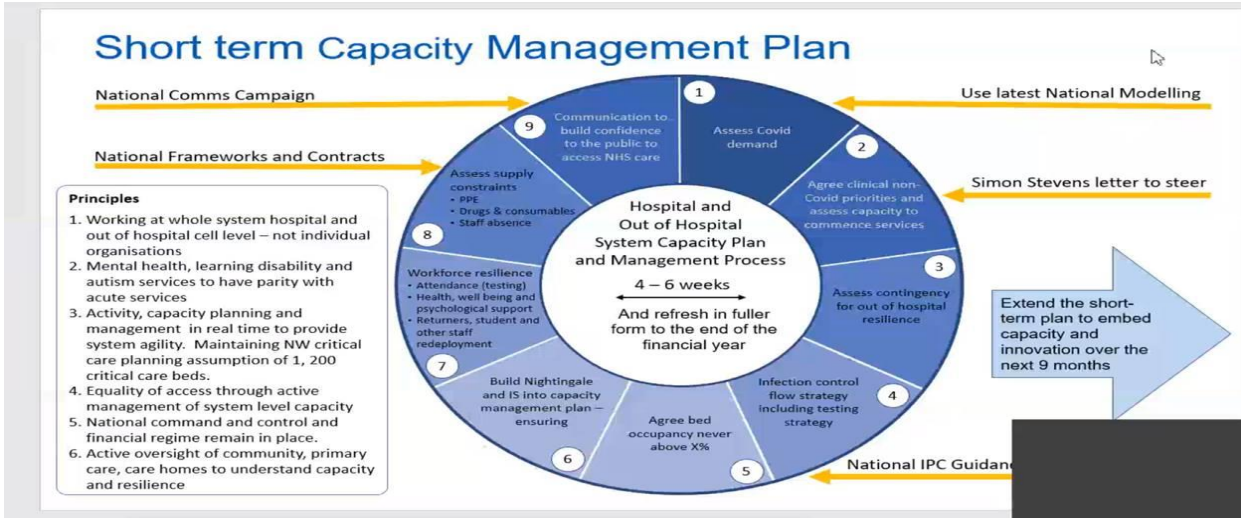 Short term Capacity Management Plan
National Comms Campaign
National Frameworks and Contracts
Principles
1. Working at whole system hospital and
out of hospital cell level – not individual
organisations
2. Mental health, learning disability and
autism services to have parity with
acute services
3. Activity, capacity planning and
management in real time to provide
system agility. Maintaining NW critical
care planning assumption of 1, 200
critical care beds.
4. Equality of access through active
management of system level capacity
5. National command and control and
financial regime remain in place.
6. Active oversight of community, primary
care, care homes to understand capacity
and resilience
1
Assess Covid
demand
2
Agree clinical non-
Covid priorities and
assess capacity to
commence services
3
Assess contingency
for out of hospital
resilience
4
Infection control
flow strategy
including testing
strategy
5
Agree bed
occupancy never
above X%
6
Build Nightingale
and IS into capacity
management plan –
ensuring
7
Workforce resilience
• Attendance (testing)
• Health, well being and
psychological support
• Returners, student and
other staff
redeployment
8
Assess supply
constraints
• PPE
• Drugs & consumables
• Staff absence
9
Communication to
build confidence
to the public to
access NHS care
Hospital and
Out of Hospital
System Capacity Plan
and Management Process
4 – 6 weeks
And refresh in fuller
form to the end of the
financial year
Use latest National Modelling
Simon Stevens letter to steer
Extend the short-
term plan to embed
capacity and
innovation over the
next 9 months
National IPC